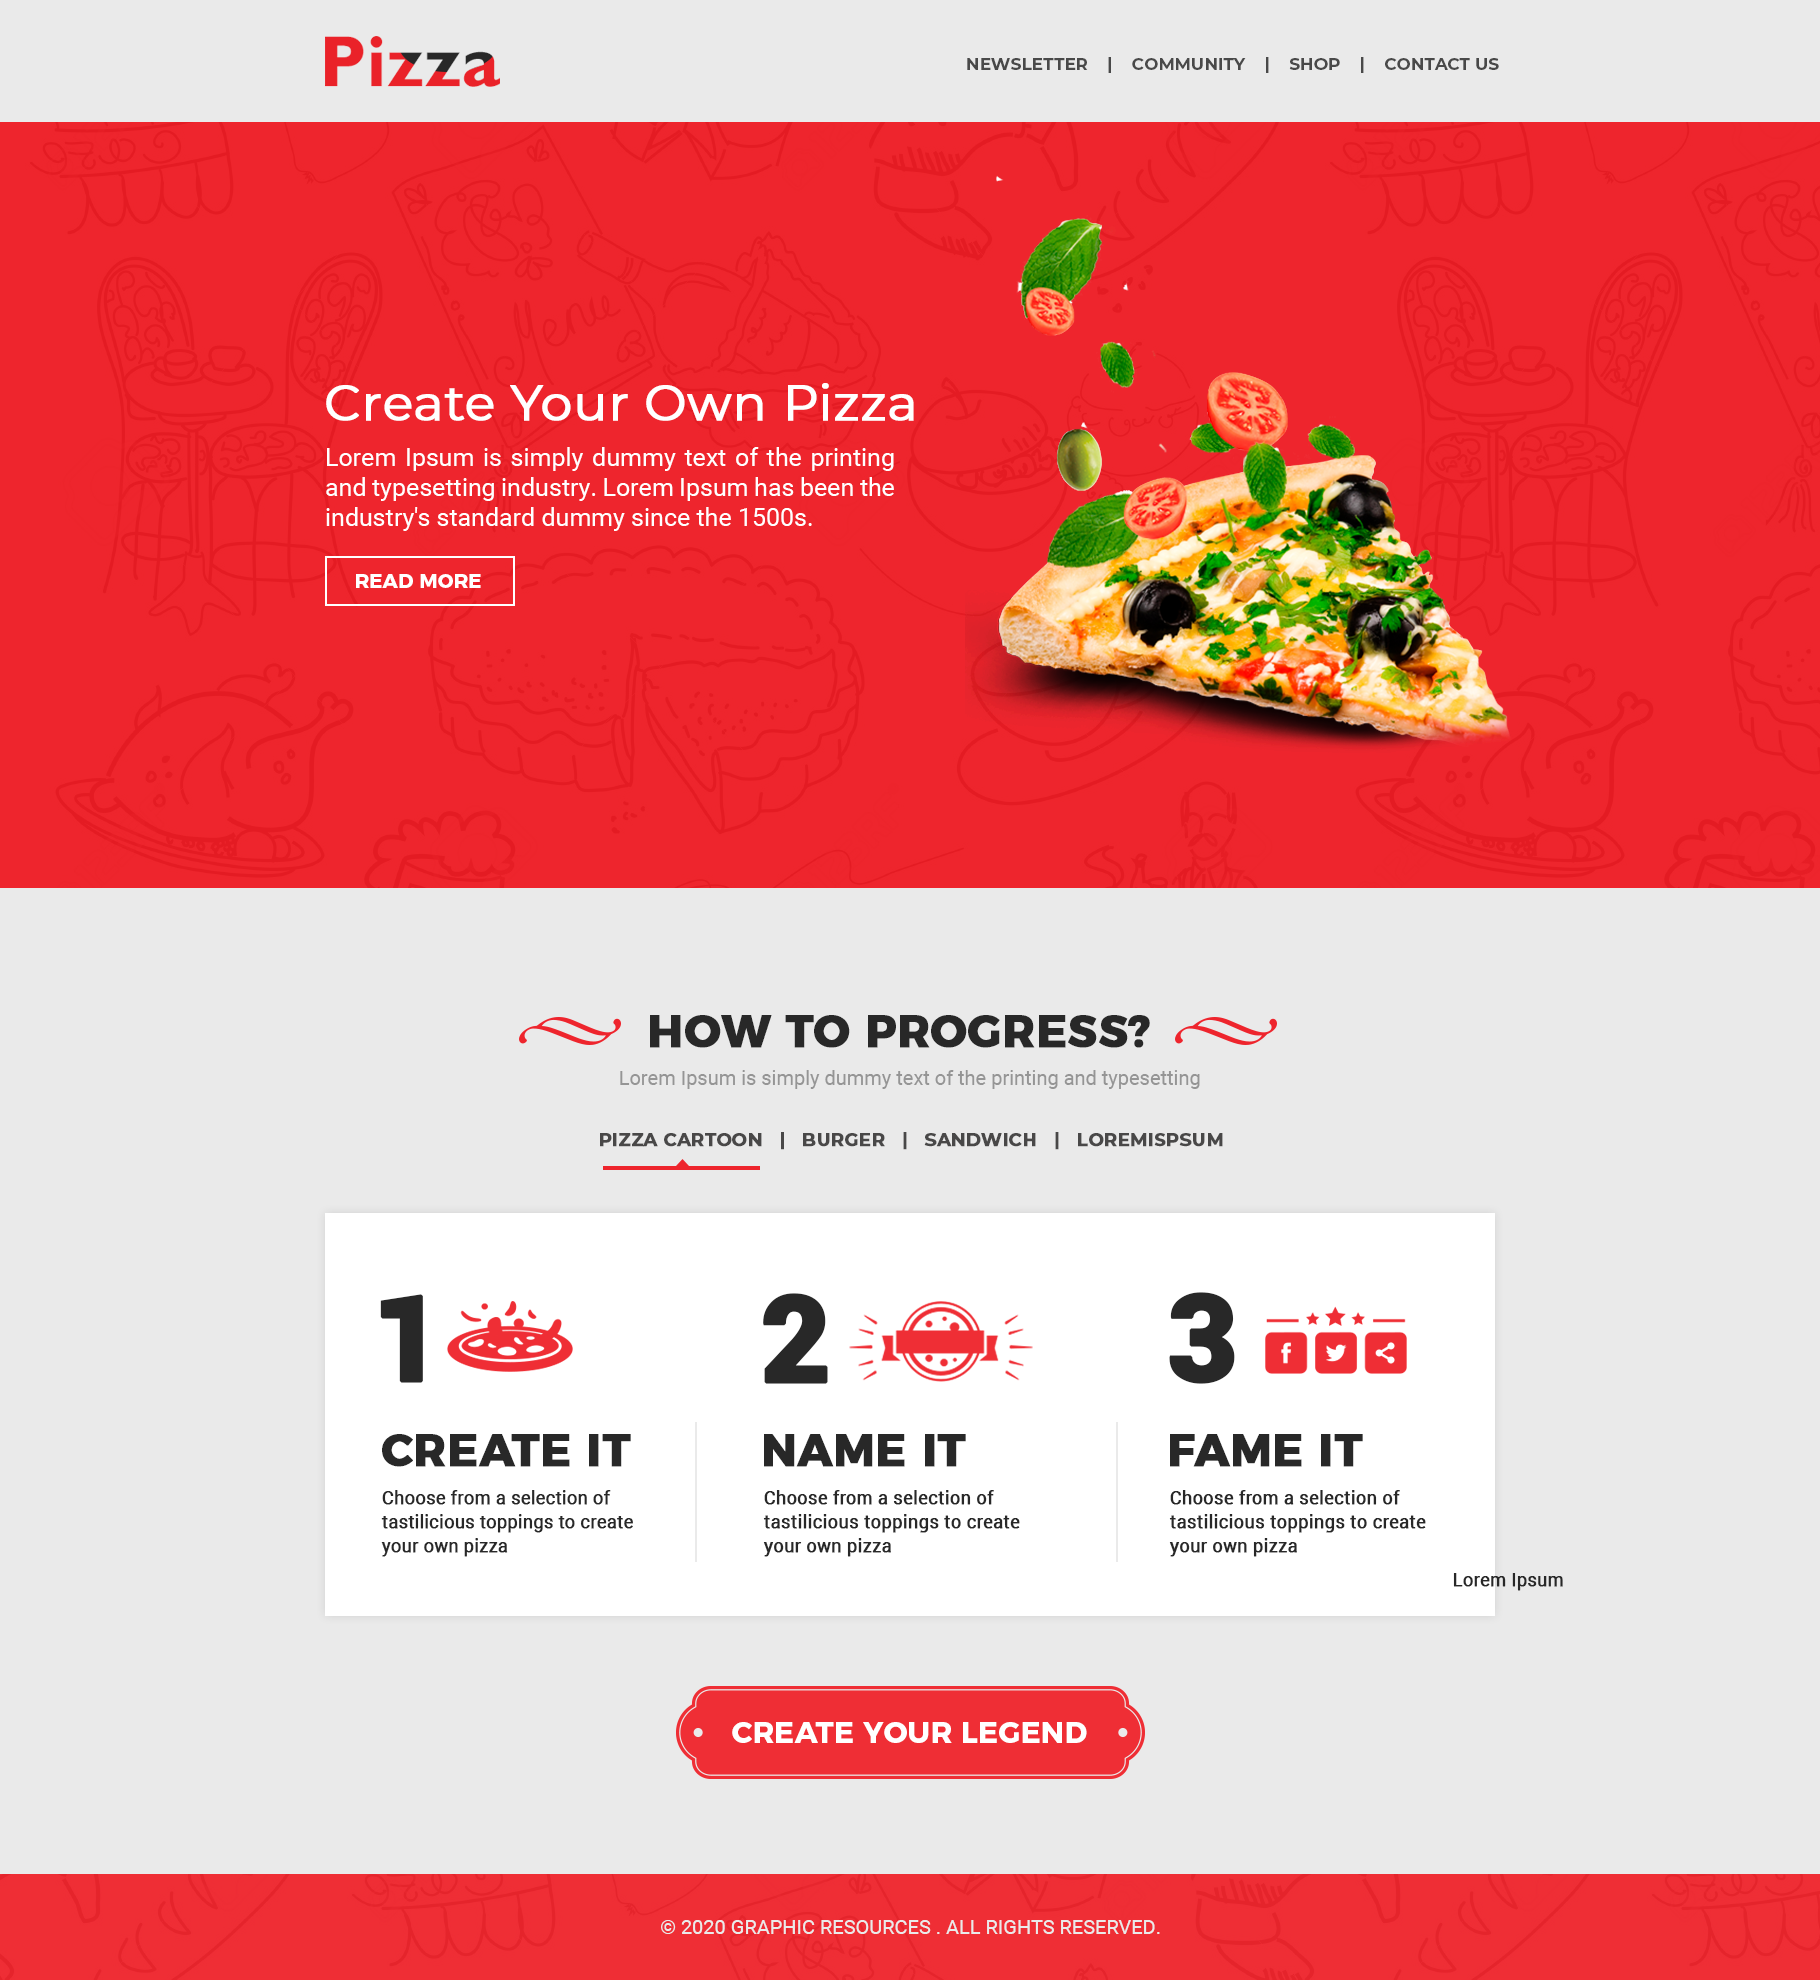 Pizza
NEWSLETTER | COMMUNITY | SHOP | CONTACT US
Menu
Create Your Own Pizza
Lorem Ipsum is simply dummy text of the printing
and typesetting industry. Lorem Ipsum has been the
industry's standard dummy since the 1500s.
READ MORE
HOW TO PROGRESS?
Lorem Ipsum is simply dummy text of the printing and typesetting
PIZZA CARTOON | BURGER | SANDWICH | LOREMISPSUM
1
CREATE IT
Choose from a selection of
tastilicious toppings to create
your own pizza
2
NAME IT
Choose from a selection of
tastilicious toppings to create
your own pizza
3
FAME IT
Choose from a selection of
tastilicious toppings to create
your own pizza
Lorem Ipsum
CREATE YOUR LEGEND
© 2020 GRAPHIC RESOURCES . ALL RIGHTS RESERVED.